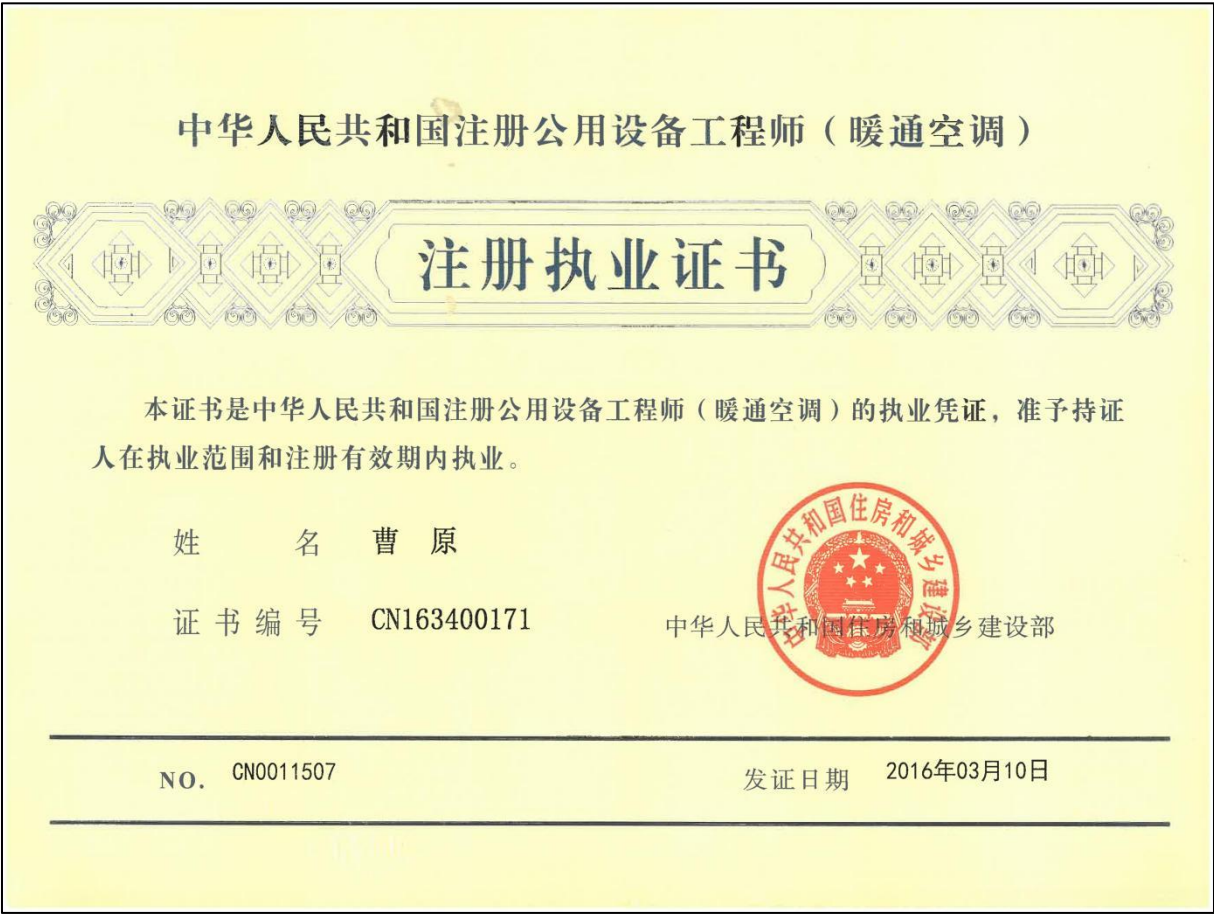 中华人民共和国注册公用设备工程师（暖通空调）
注册执业证书
本证书是中华人民共和国注册公用设备工程师（暖通空调）的执业凭证，准予持证
人在执业范围和注册有效期内执业。
姓 名 曹 原
证书编号 CN163400171
中华人民共和国住房和城乡建设部
中华人民共和国住房和城乡建设部
NO. CN0011507 发证日期 2016年03月10日